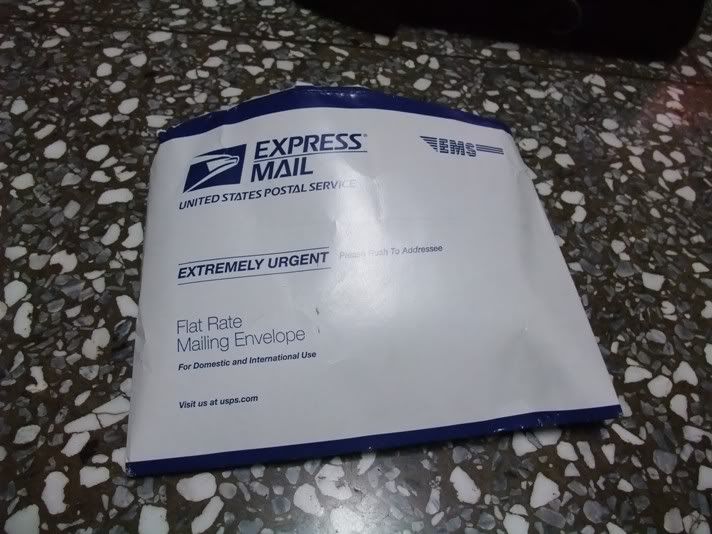 EXPRESS®
MAIL
UNITED STATES POSTAL SERVICE
EMS
EXTREMELY URGENT
Please Rush To Addressee
Flat Rate
Mailing Envelope
For Domestic and International Use
Visit us at usps.com